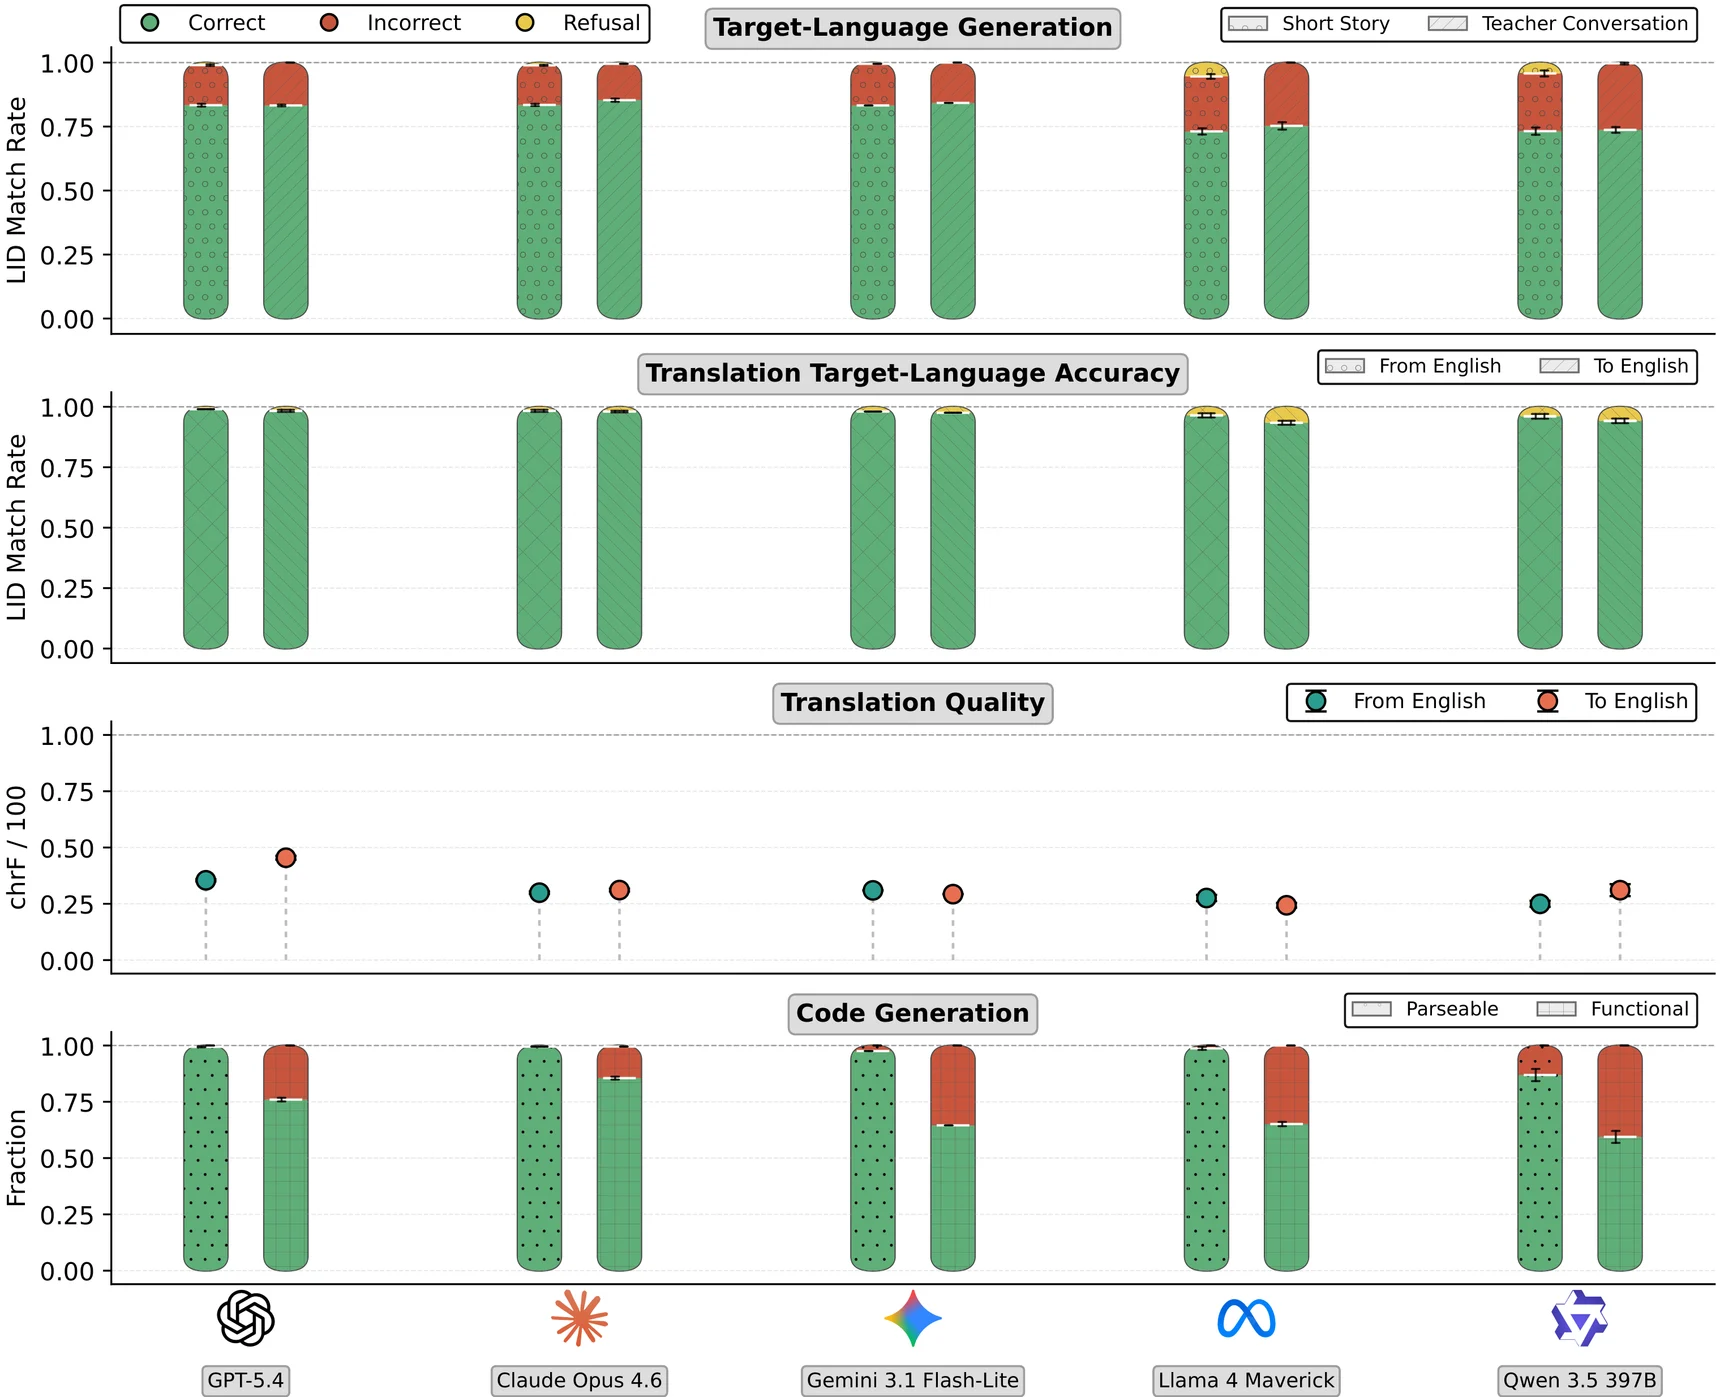 Correct Incorrect Refusal
Target-Language Generation
Short Story Teacher Conversation
LID Match Rate
1.00
0.75
0.50
0.25
0.00
Translation Target-Language Accuracy
From English To English
LID Match Rate
1.00
0.75
0.50
0.25
0.00
Translation Quality
From English To English
chrF / 100
1.00
0.75
0.50
0.25
0.00
Code Generation
Parseable Functional
Fraction
1.00
0.75
0.50
0.25
0.00
GPT-5.4 Claude Opus 4.6 Gemini 3.1 Flash-Lite Llama 4 Maverick Qwen 3.5 397B